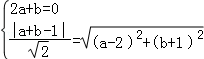 2a+b=0
|a+b-1|/√2=√((a-2)²+(b+1)²)